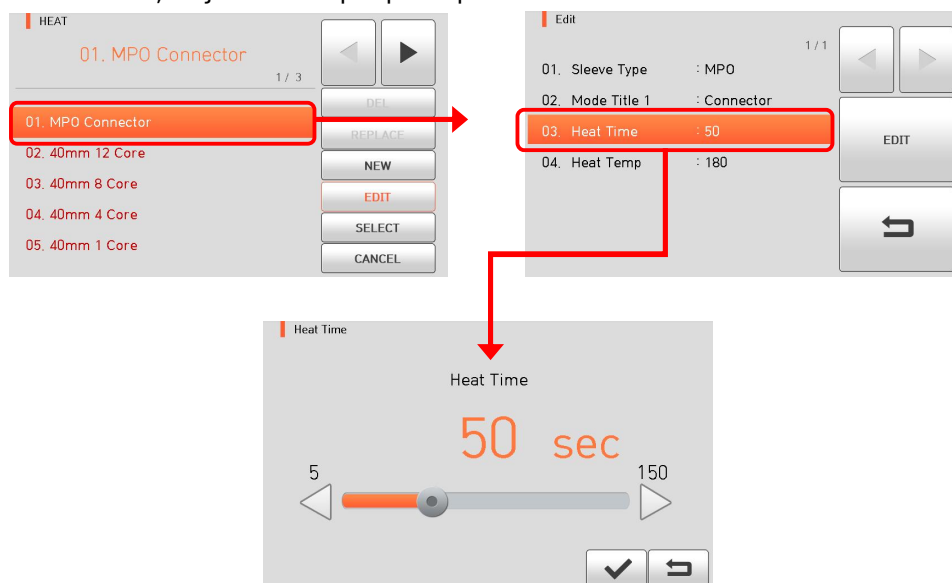 HEAT
01. MPO Connector
1 / 3
01. MPO Connector
02. 40mm 12 Core
03. 40mm 8 Core
04. 40mm 4 Core
05. 40mm 1 Core
DEL
REPLACE
NEW
EDIT
SELECT
CANCEL
Edit
1 / 1
01. Sleeve Type : MPO
02. Mode Title 1 : Connector
03. Heat Time : 50
04. Heat Temp : 180
EDIT
Heat Time
Heat Time
50 sec
5
150